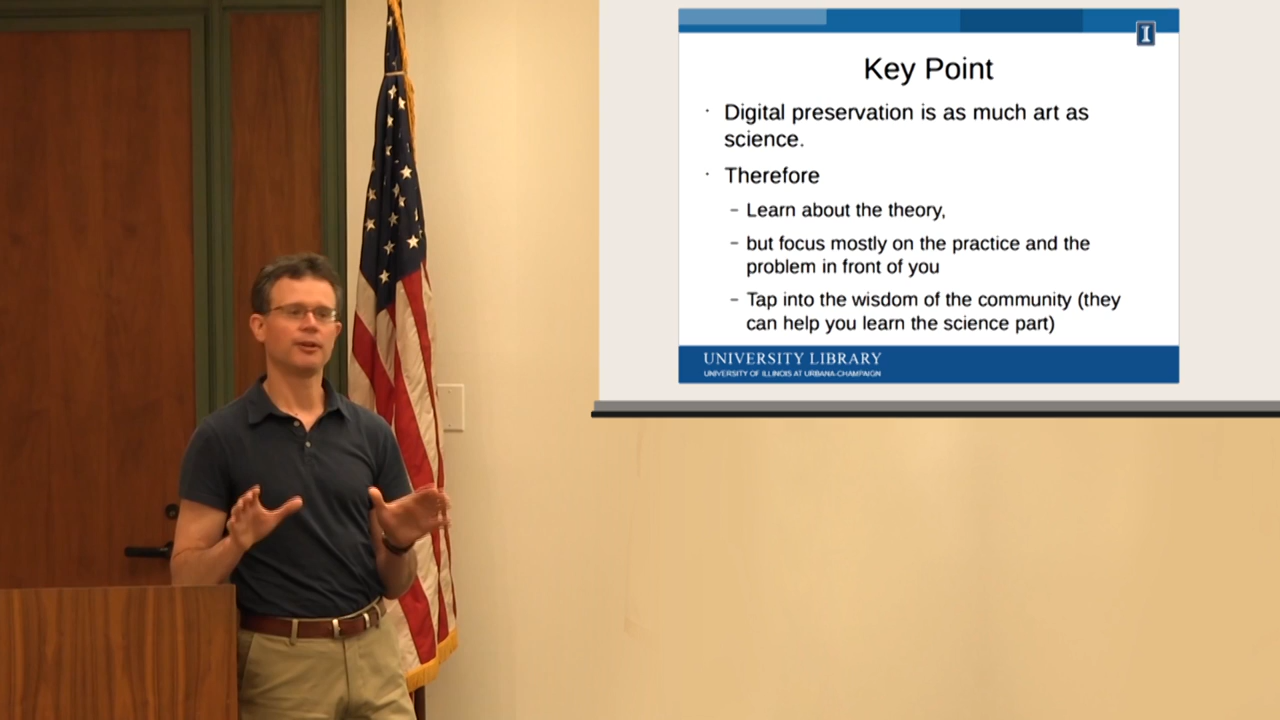 I
Key Point
· Digital preservation is as much art as
science.
· Therefore
– Learn about the theory,
– but focus mostly on the practice and the
problem in front of you
– Tap into the wisdom of the community (they
can help you learn the science part)
UNIVERSITY LIBRARY
UNIVERSITY OF ILLINOIS AT URBANA-CHAMPAIGN